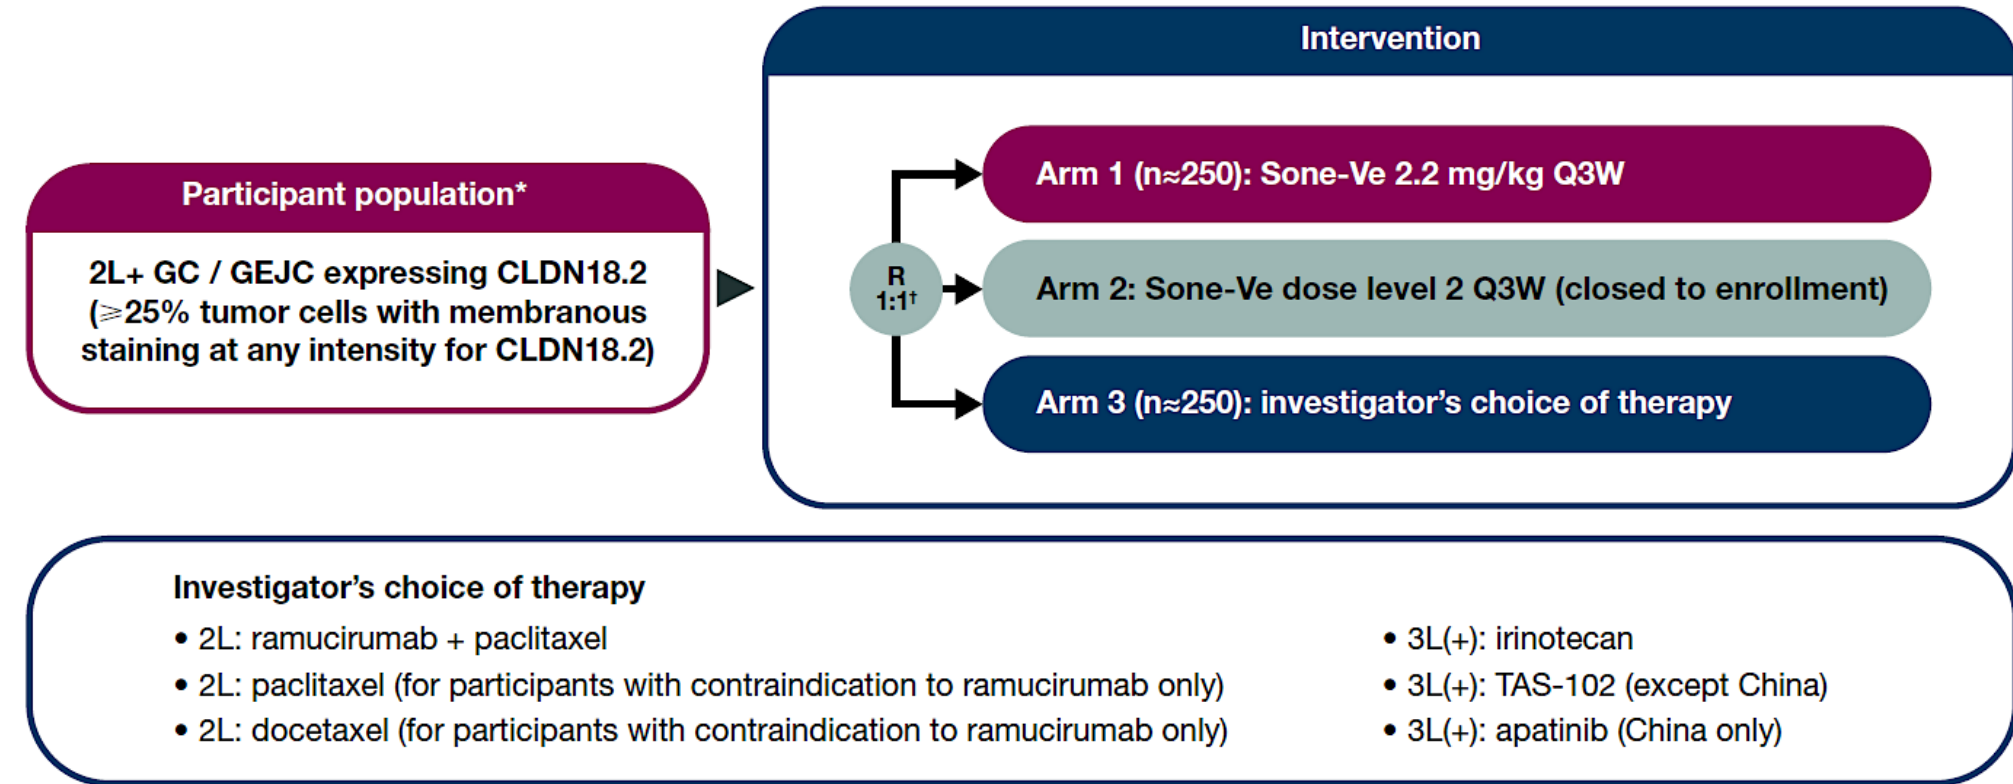 Intervention
Participant population*
2L+ GC / GEJC expressing CLDN18.2
(⩾25% tumor cells with membranous
staining at any intensity for CLDN18.2)
R
1:1†
Arm 1 (n≈250): Sone-Ve 2.2 mg/kg Q3W
Arm 2: Sone-Ve dose level 2 Q3W (closed to enrollment)
Arm 3 (n≈250): investigator’s choice of therapy
Investigator’s choice of therapy
• 2L: ramucirumab + paclitaxel
• 2L: paclitaxel (for participants with contraindication to ramucirumab only)
• 2L: docetaxel (for participants with contraindication to ramucirumab only)
• 3L(+): irinotecan
• 3L(+): TAS-102 (except China)
• 3L(+): apatinib (China only)